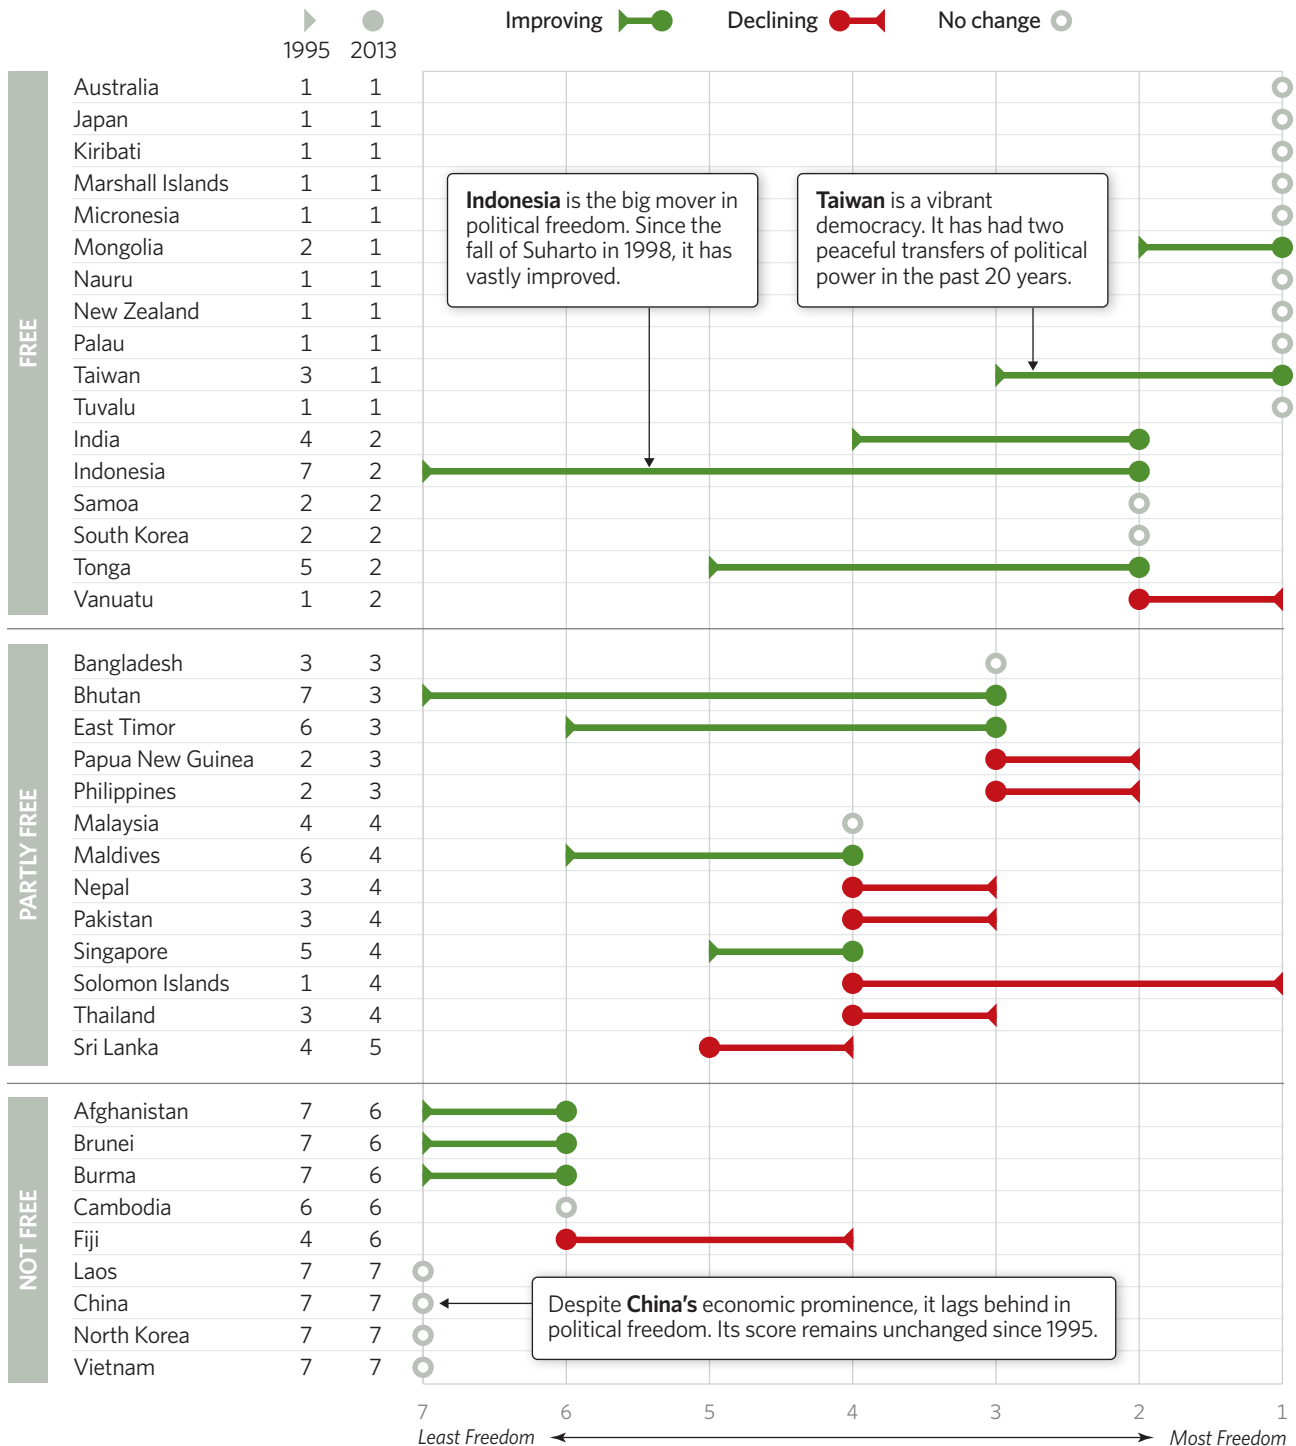 1995 2013 Improving Declining No change
FREE
Australia 1 1
Japan 1 1
Kiribati 1 1
Marshall Islands 1 1
Micronesia 1 1
Mongolia 2 1
Nauru 1 1
New Zealand 1 1
Palau 1 1
Taiwan 3 1
Tuvalu 1 1
India 4 2
Indonesia 7 2
Samoa 2 2
South Korea 2 2
Tonga 5 2
Vanuatu 1 2
Indonesia is the big mover in
political freedom. Since the
fall of Suharto in 1998, it has
vastly improved.
Taiwan is a vibrant
democracy. It has had two
peaceful transfers of political
power in the past 20 years.
PARTLY FREE
Bangladesh 3 3
Bhutan 7 3
East Timor 6 3
Papua New Guinea 2 3
Philippines 2 3
Malaysia 4 4
Maldives 6 4
Nepal 3 4
Pakistan 3 4
Singapore 5 4
Solomon Islands 1 4
Thailand 3 4
Sri Lanka 4 5
NOT FREE
Afghanistan 7 6
Brunei 7 6
Burma 7 6
Cambodia 6 6
Fiji 4 6
Laos 7 7
China 7 7
North Korea 7 7
Vietnam 7 7
Despite China's economic prominence, it lags behind in
political freedom. Its score remains unchanged since 1995.
7 6 5 4 3 2 1
Least Freedom Most Freedom